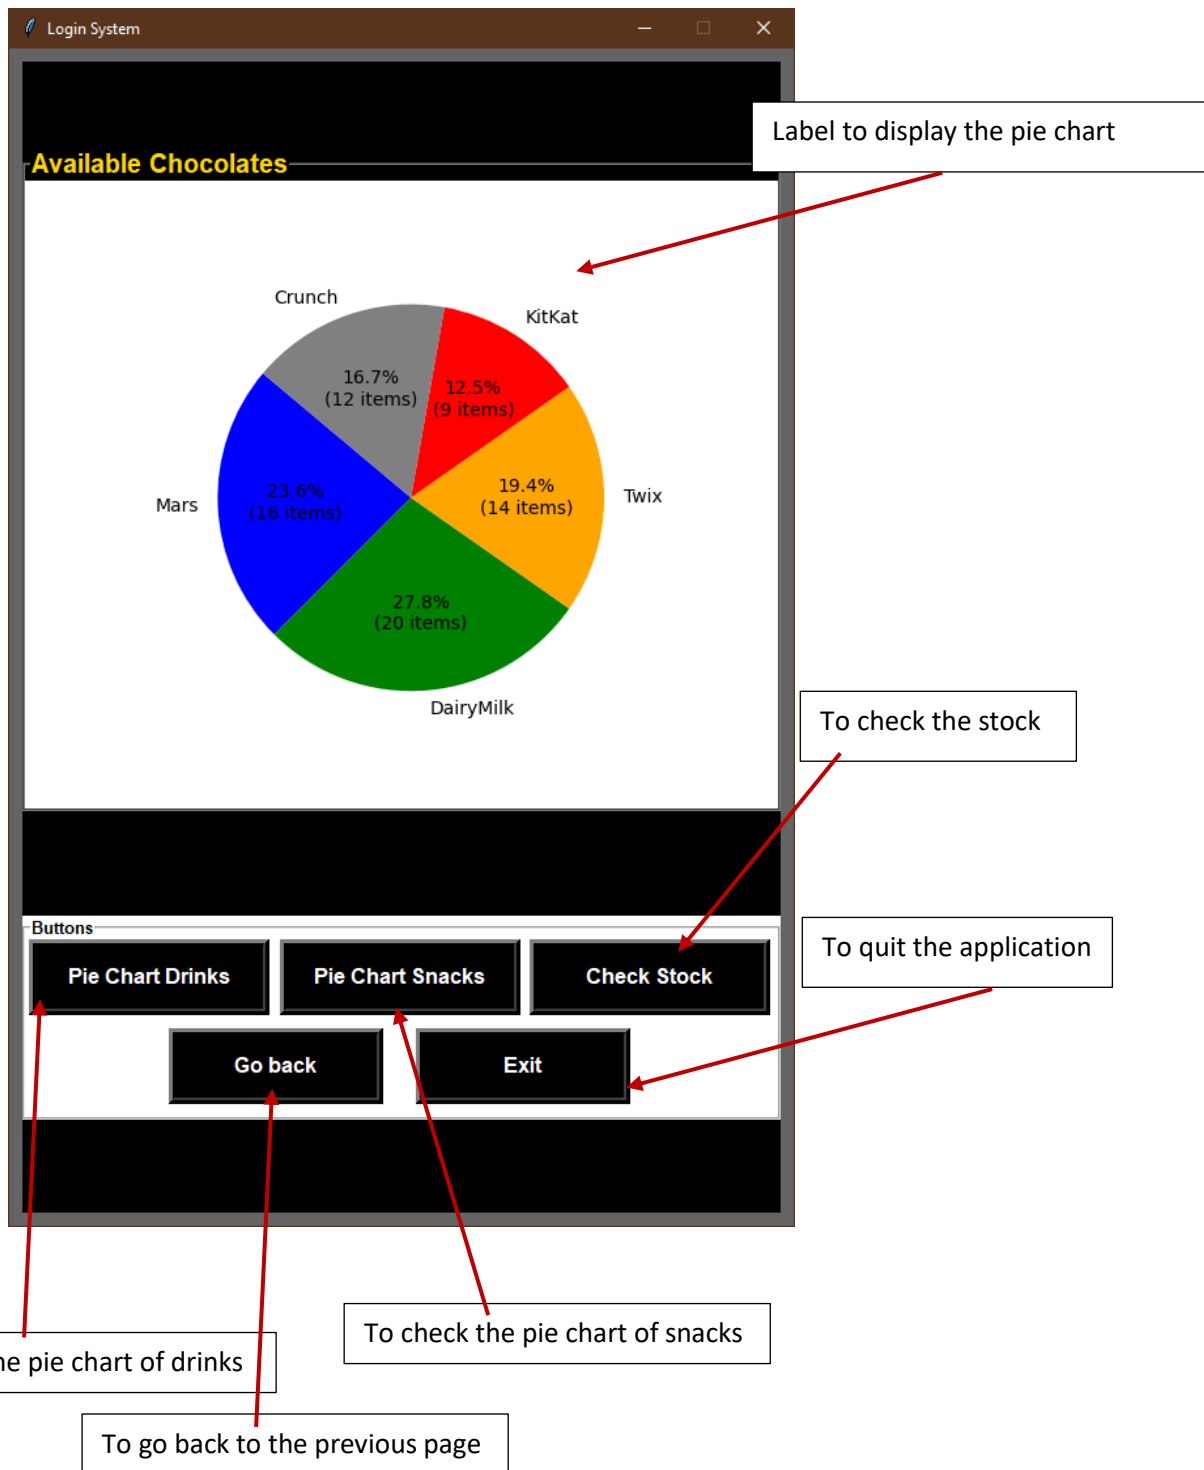 Login System
Label to display the pie chart
Available Chocolates
Crunch
KitKat
16.7%
(12 items)
12.5%
(9 items)
Mars
23.6%
(16 items)
19.4%
(14 items)
Twix
27.8%
(20 items)
DairyMilk
To check the stock
Buttons
Pie Chart Drinks
Pie Chart Snacks
Check Stock
To quit the application
Go back
Exit
To check the pie chart of snacks
pie chart of drinks
To go back to the previous page